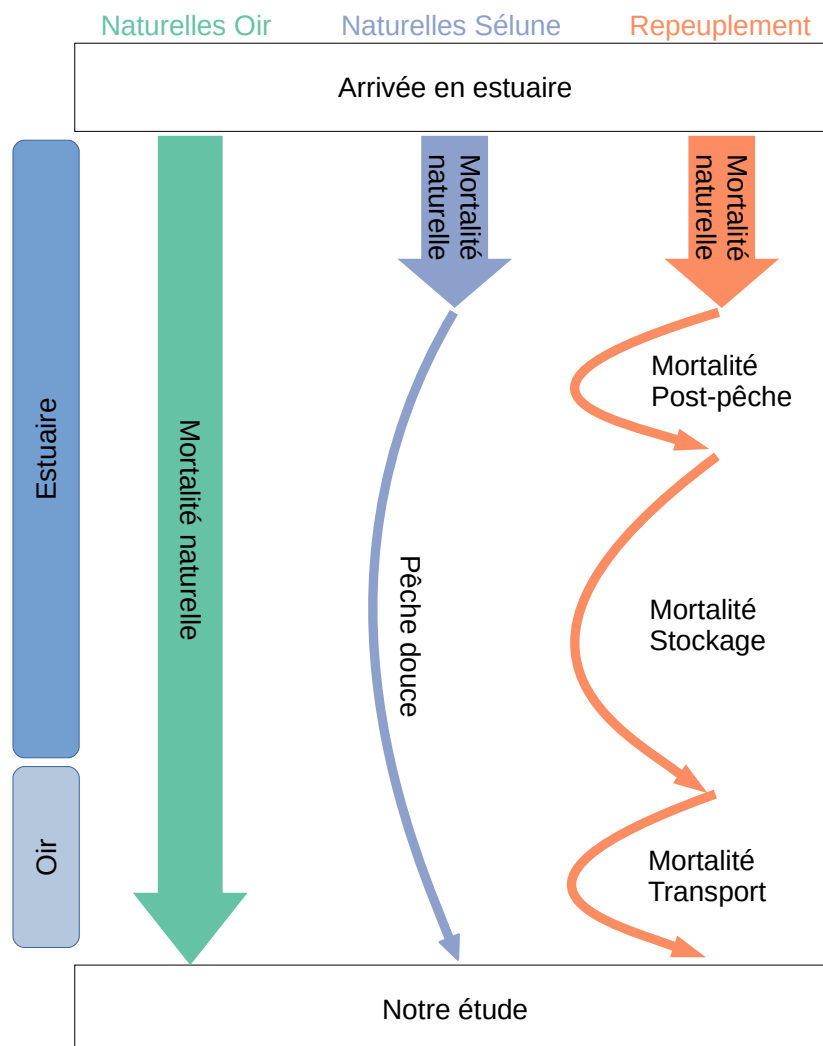 Naturelles Oir
Naturelles Sélune
Repeuplement
Arrivée en estuaire
Estuaire
Oir
Mortalité naturelle
Mortalité
naturelle
Pêche douce
Mortalité
naturelle
Mortalité
Post-pêche
Mortalité
Stockage
Mortalité
Transport
Notre étude